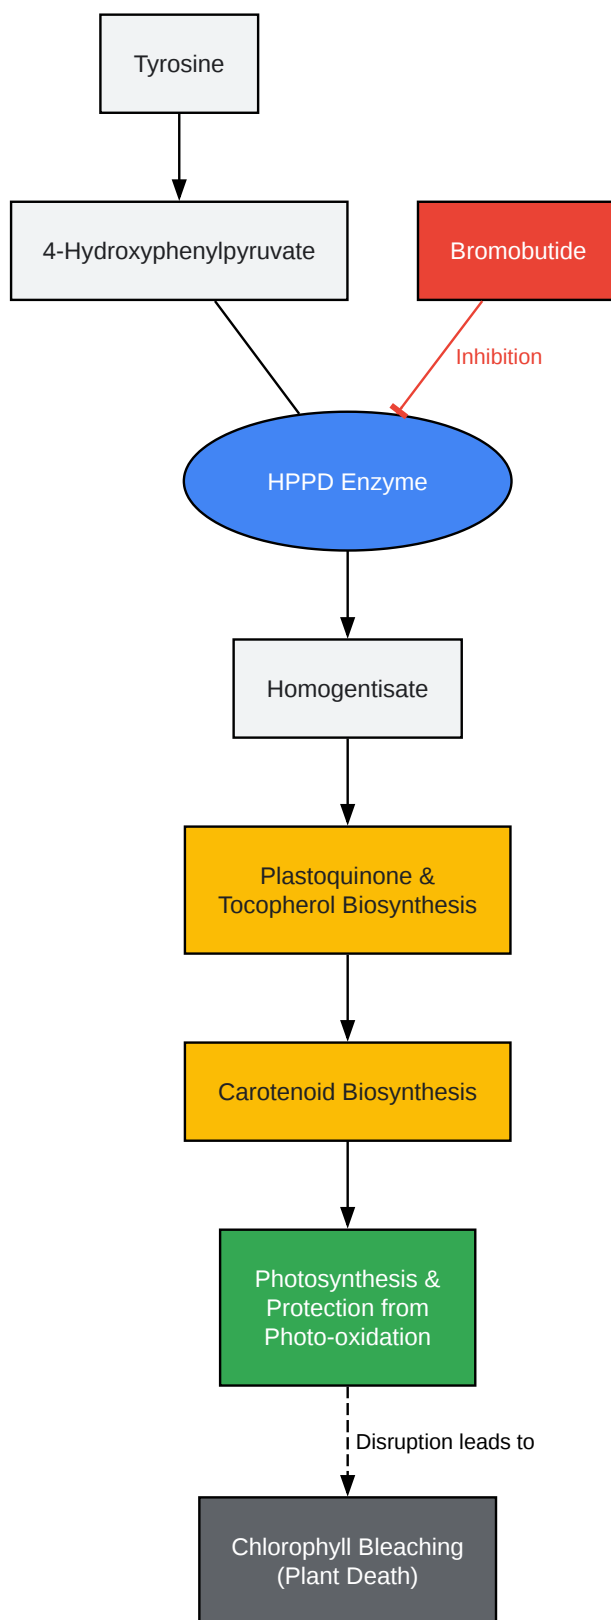 Tyrosine
4-Hydroxyphenylpyruvate
Bromobutide
Inhibition
HPPD Enzyme
Homogentisate
Plastoquinone &
Tocopherol Biosynthesis
Carotenoid Biosynthesis
Photosynthesis &
Protection from
Photo-oxidation
Disruption leads to
Chlorophyll Bleaching
(Plant Death)